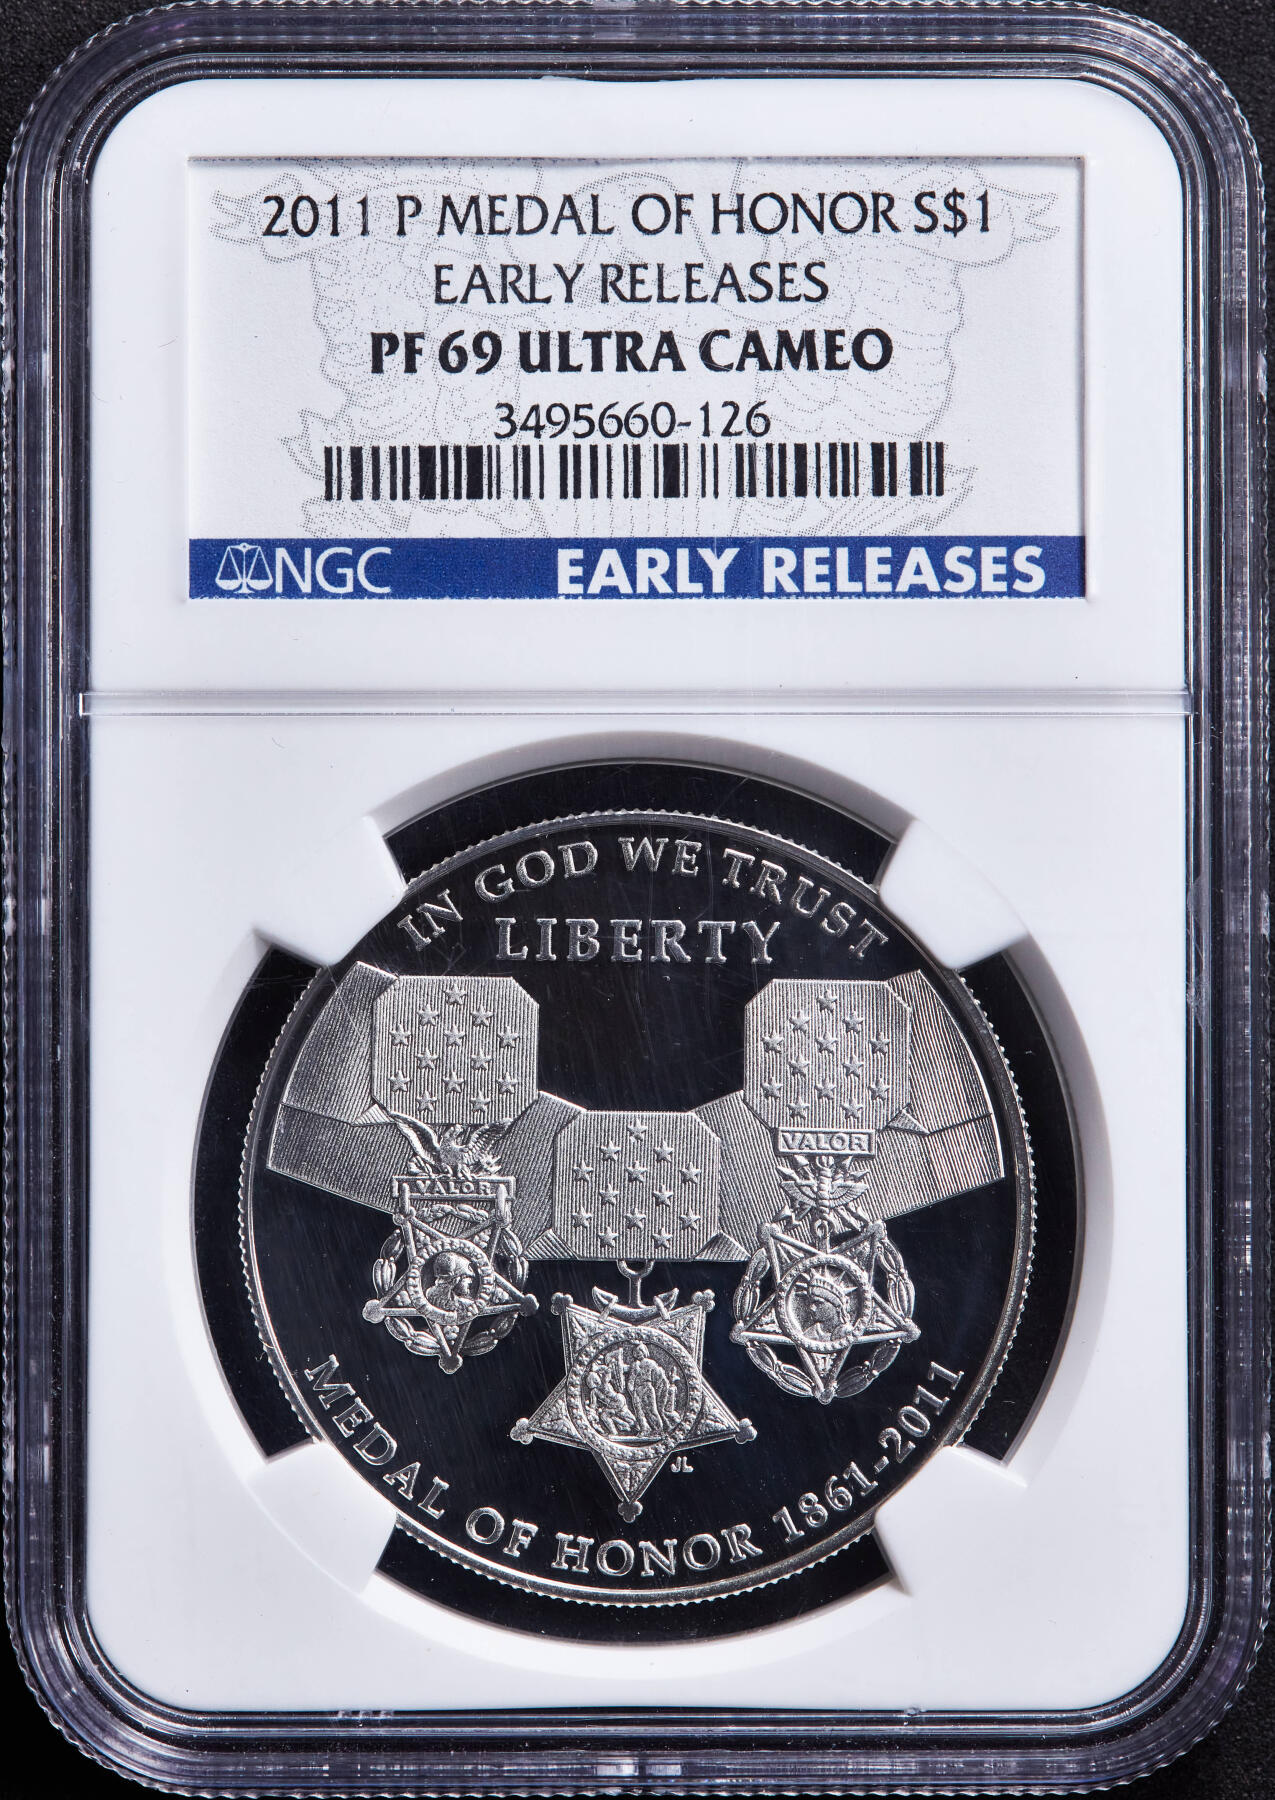 2011 P MEDAL OF HONOR S$1
EARLY RELEASES
PF 69 ULTRA CAMEO
3495660-126
NGC EARLY RELEASES
IN GOD WE TRUST
LIBERTY
VALOR
VALOR
JL
MEDAL OF HONOR 1861-2011